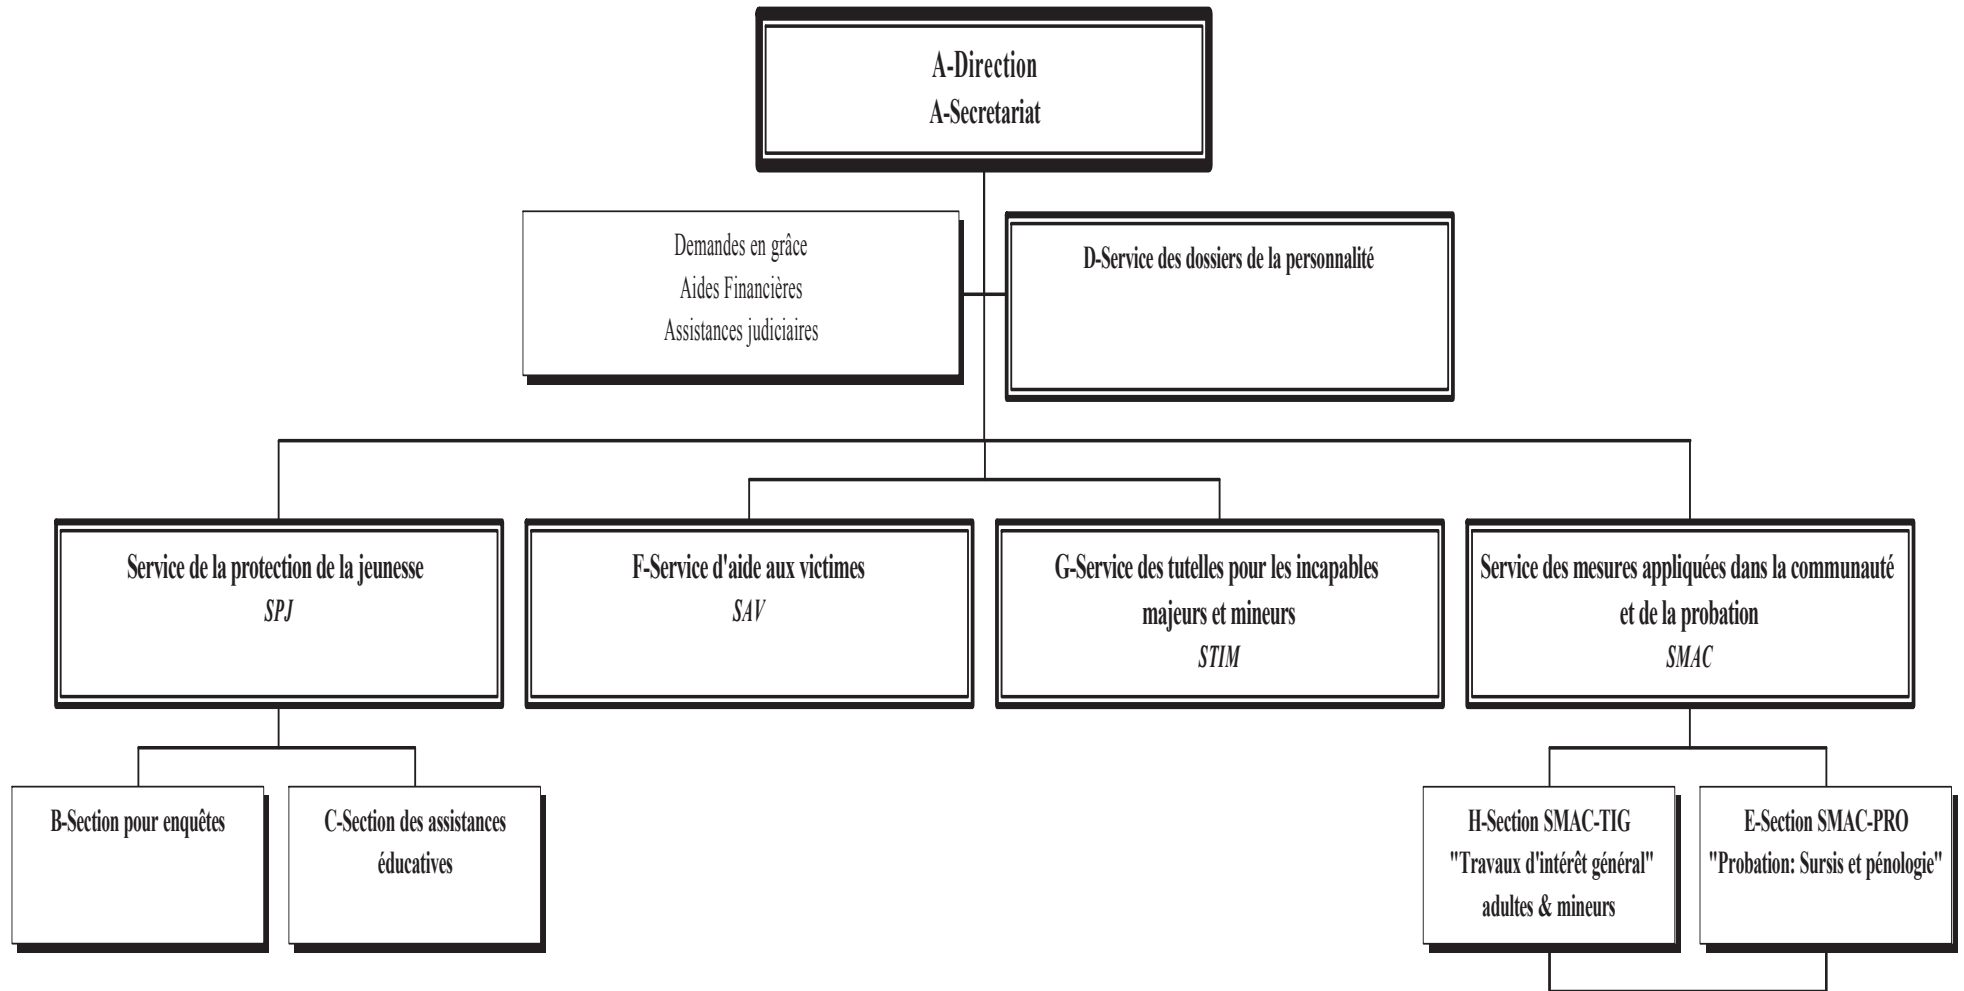 A-Direction
A-Secretariat
Demandes en grâce
Aides Financières
Assistances judiciaires
D-Service des dossiers de la personnalité
Service de la protection de la jeunesse
SPJ
F-Service d'aide aux victimes
SAV
G-Service des tutelles pour les incapables
majeurs et mineurs
STIM
Service des mesures appliquées dans la communauté
et de la probation
SMAC
B-Section pour enquêtes
C-Section des assistances
éducatives
H-Section SMAC-TIG
"Travaux d'intérêt général"
adultes & mineurs
E-Section SMAC-PRO
"Probation: Sursis et pénologie"